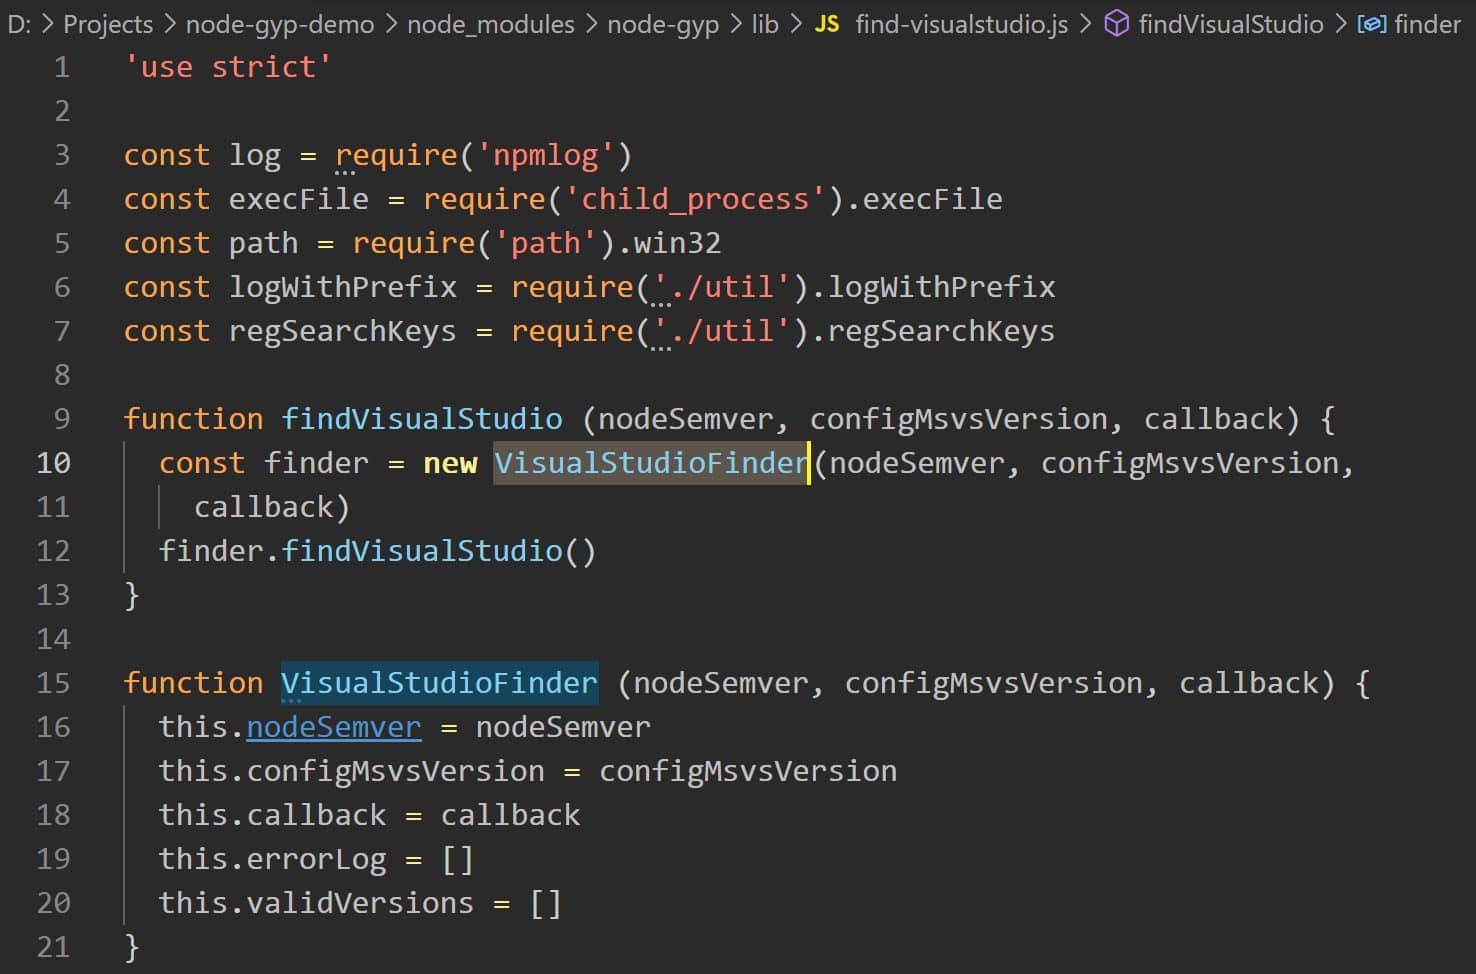 D: > Projects > node-gyp-demo > node_modules > node-gyp > lib > JS find-visualstudio.js > findVisualStudio > finder
1 'use strict'
2
3 const log = require('npmlog')
4 const execFile = require('child_process').execFile
5 const path = require('path').win32
6 const logWithPrefix = require('./util').logWithPrefix
7 const regSearchKeys = require('./util').regSearchKeys
8
9 function findVisualStudio (nodeSemver, configMsvsVersion, callback) {
10   const finder = new VisualStudioFinder(nodeSemver, configMsvsVersion,
11     callback)
12   finder.findVisualStudio()
13 }
14
15 function VisualStudioFinder (nodeSemver, configMsvsVersion, callback) {
16   this.nodeSemver = nodeSemver
17   this.configMsvsVersion = configMsvsVersion
18   this.callback = callback
19   this.errorLog = []
20   this.validVersions = []
21 }